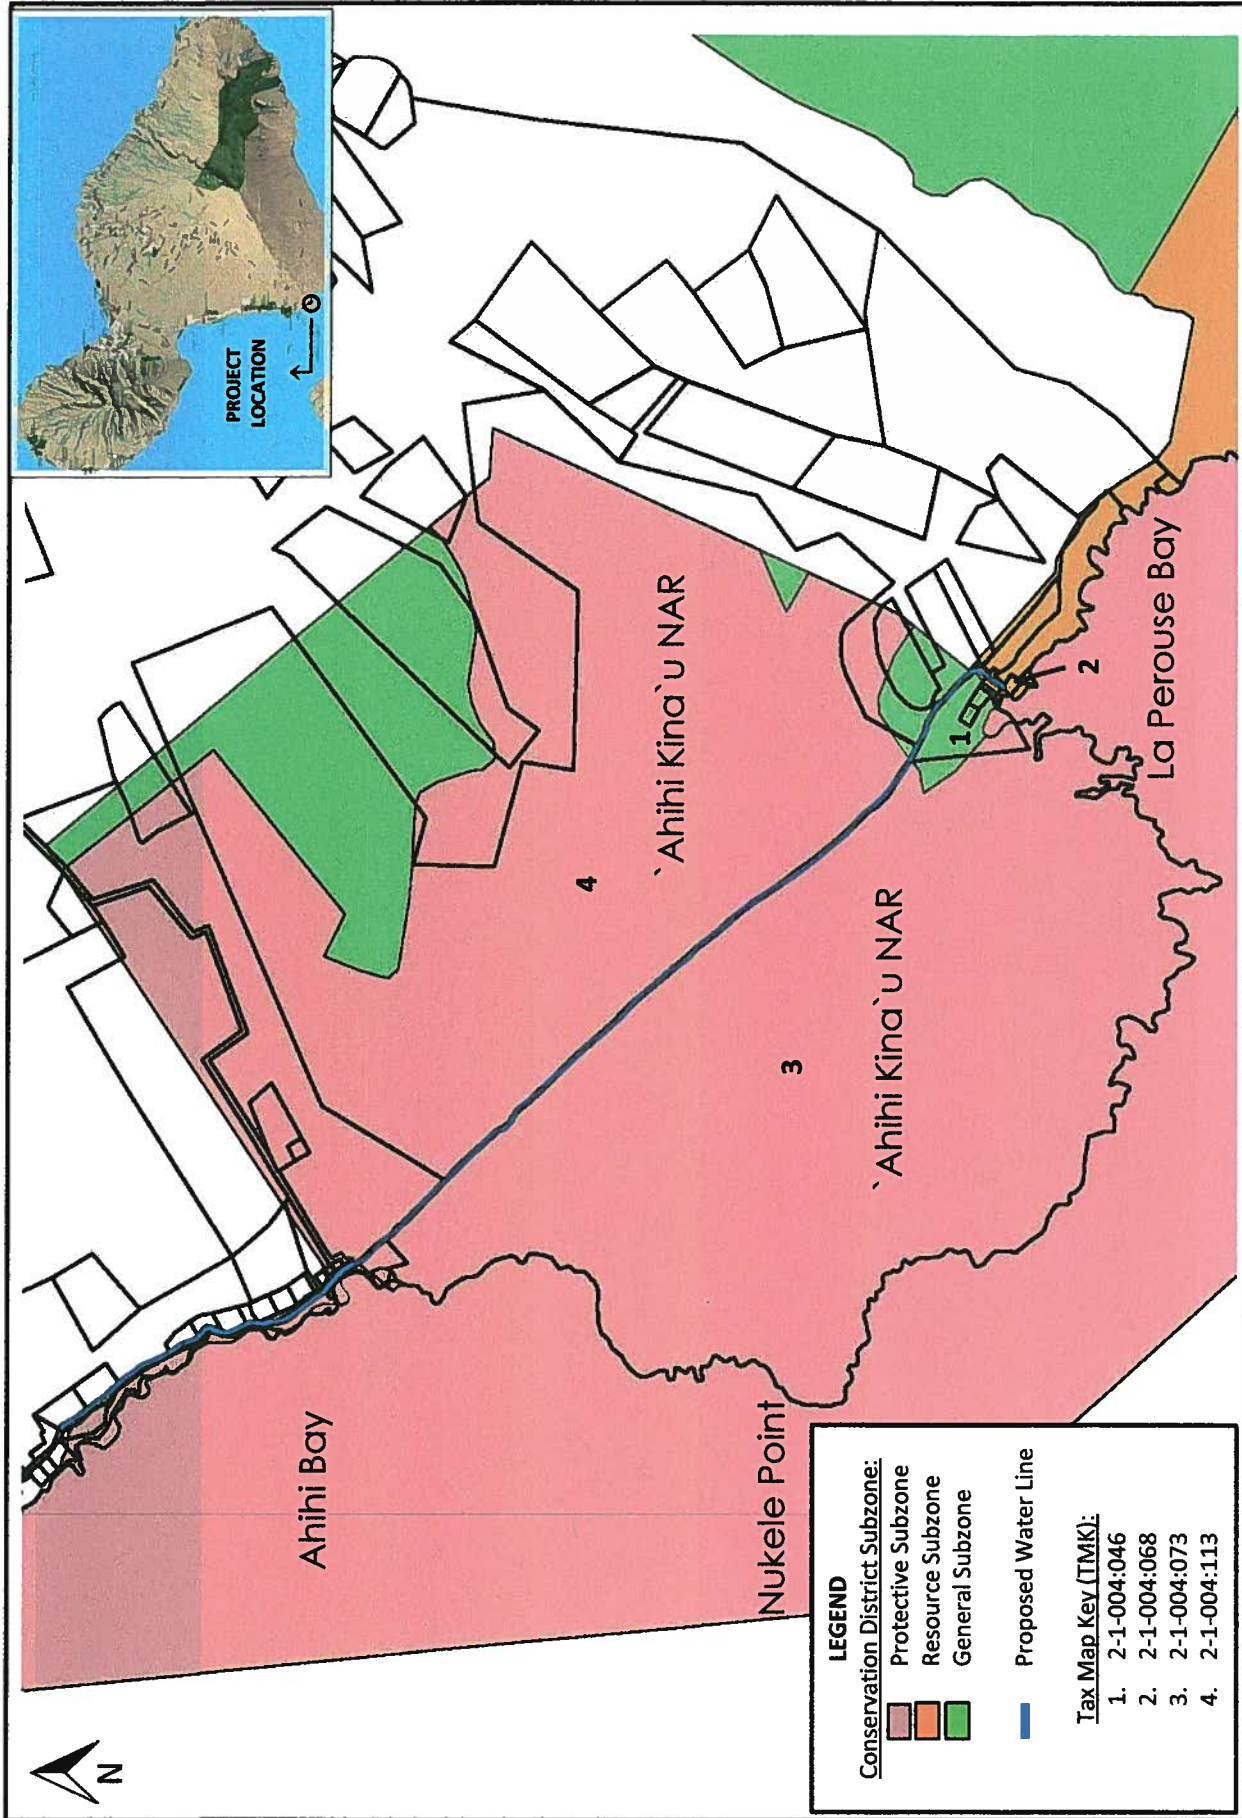 PROJECT
LOCATION
`Ahihi Kina`u NAR
4
3
`Ahihi Kina`u NAR
1
2
La Perouse Bay
Ahihi Bay
Nukele Point
N
LEGEND
Conservation District Subzone:
Protective Subzone
Resource Subzone
General Subzone
Proposed Water Line
Tax Map Key (TMK):
1. 2-1-004:046
2. 2-1-004:068
3. 2-1-004:073
4. 2-1-004:113